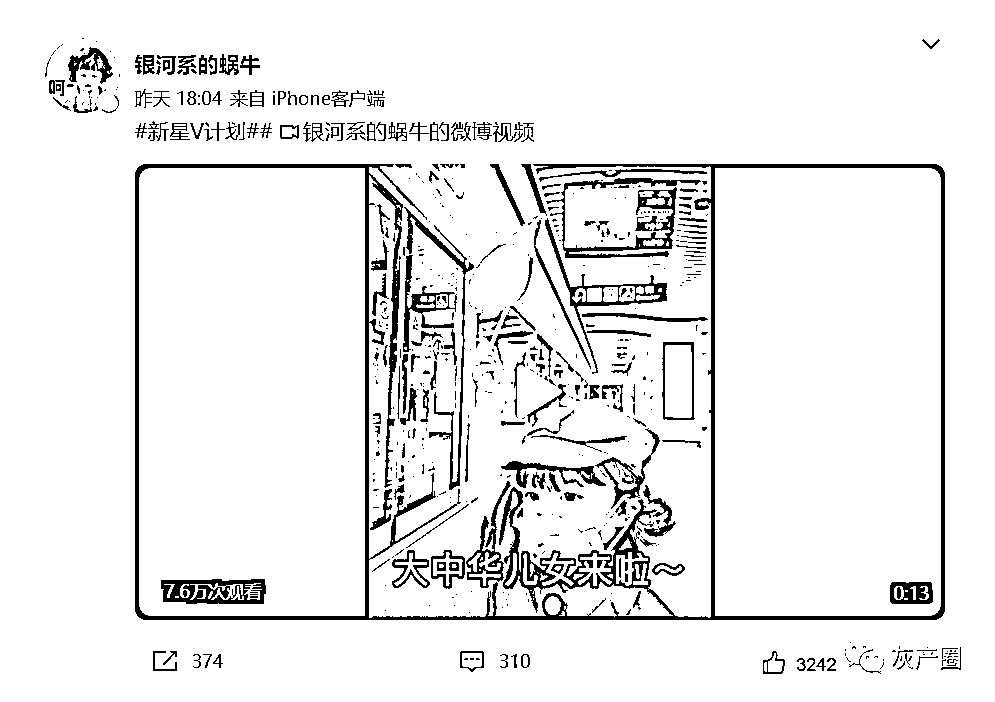 银河系的蜗牛
昨天 18:04 来自 iPhone客户端
#新星V计划## 银河系的蜗牛的微博视频
呵
大中华儿女来啦～
7.6万次观看
0:13
374
310
3242
灰产圈